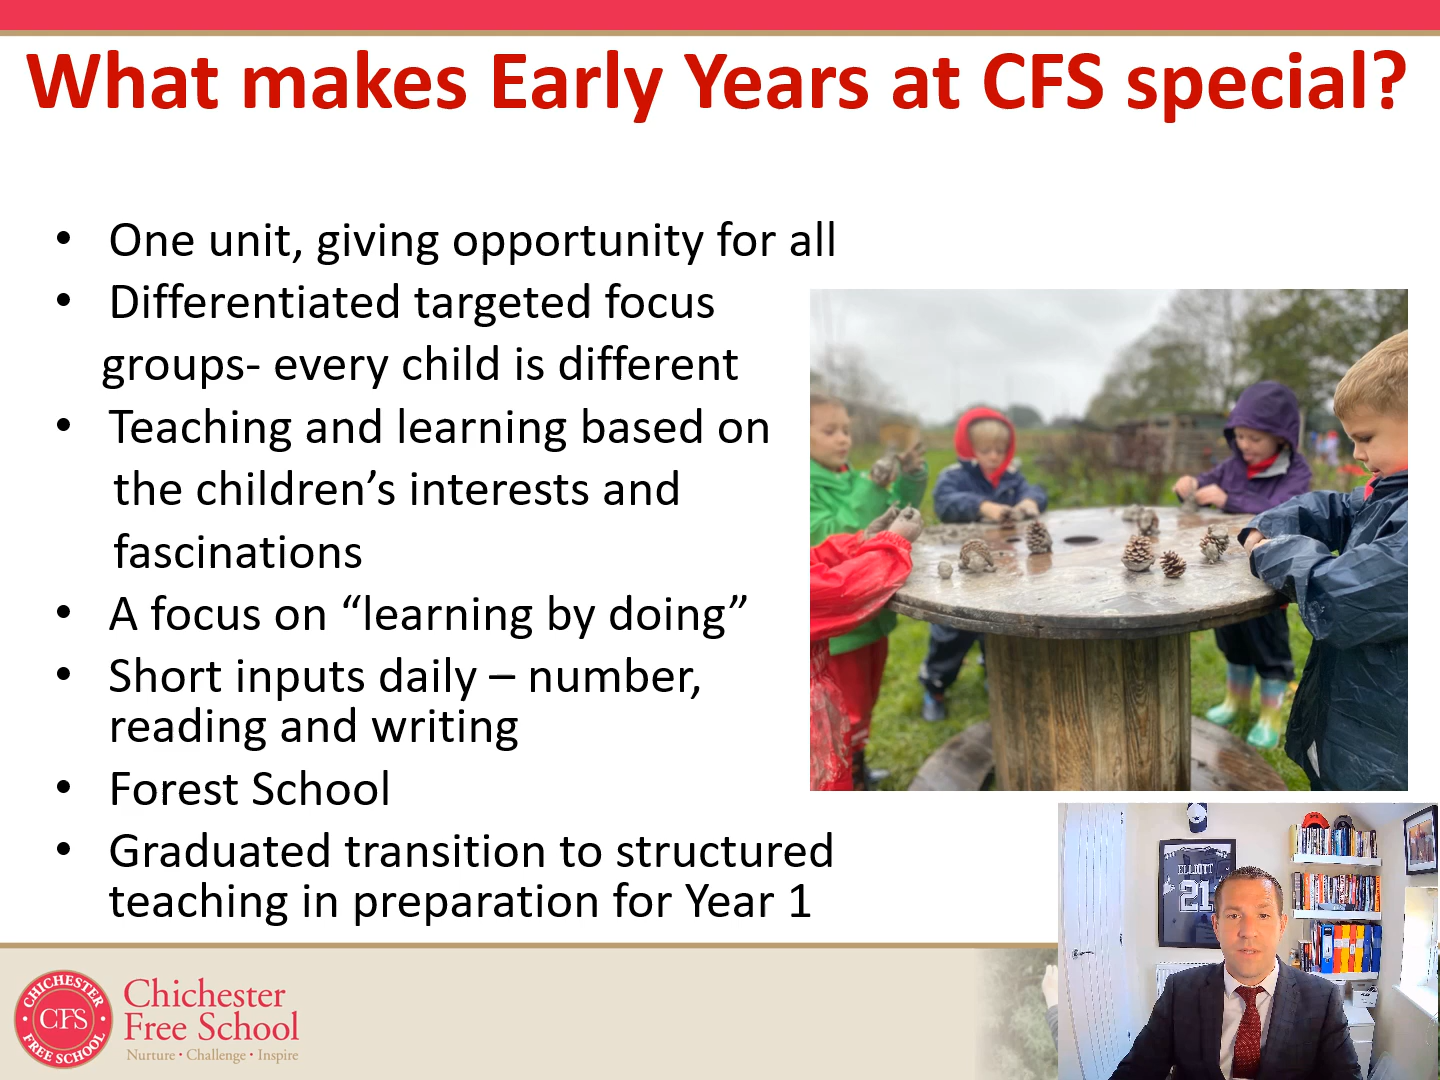 What makes Early Years at CFS special?
• One unit, giving opportunity for all
• Differentiated targeted focus
groups- every child is different
• Teaching and learning based on
the children’s interests and
fascinations
• A focus on “learning by doing”
• Short inputs daily – number,
reading and writing
• Forest School
• Graduated transition to structured
teaching in preparation for Year 1
ELLIOTT
21
CHICHESTER
CFS
FREE SCHOOL
Chichester
Free School
Nurture • Challenge • Inspire